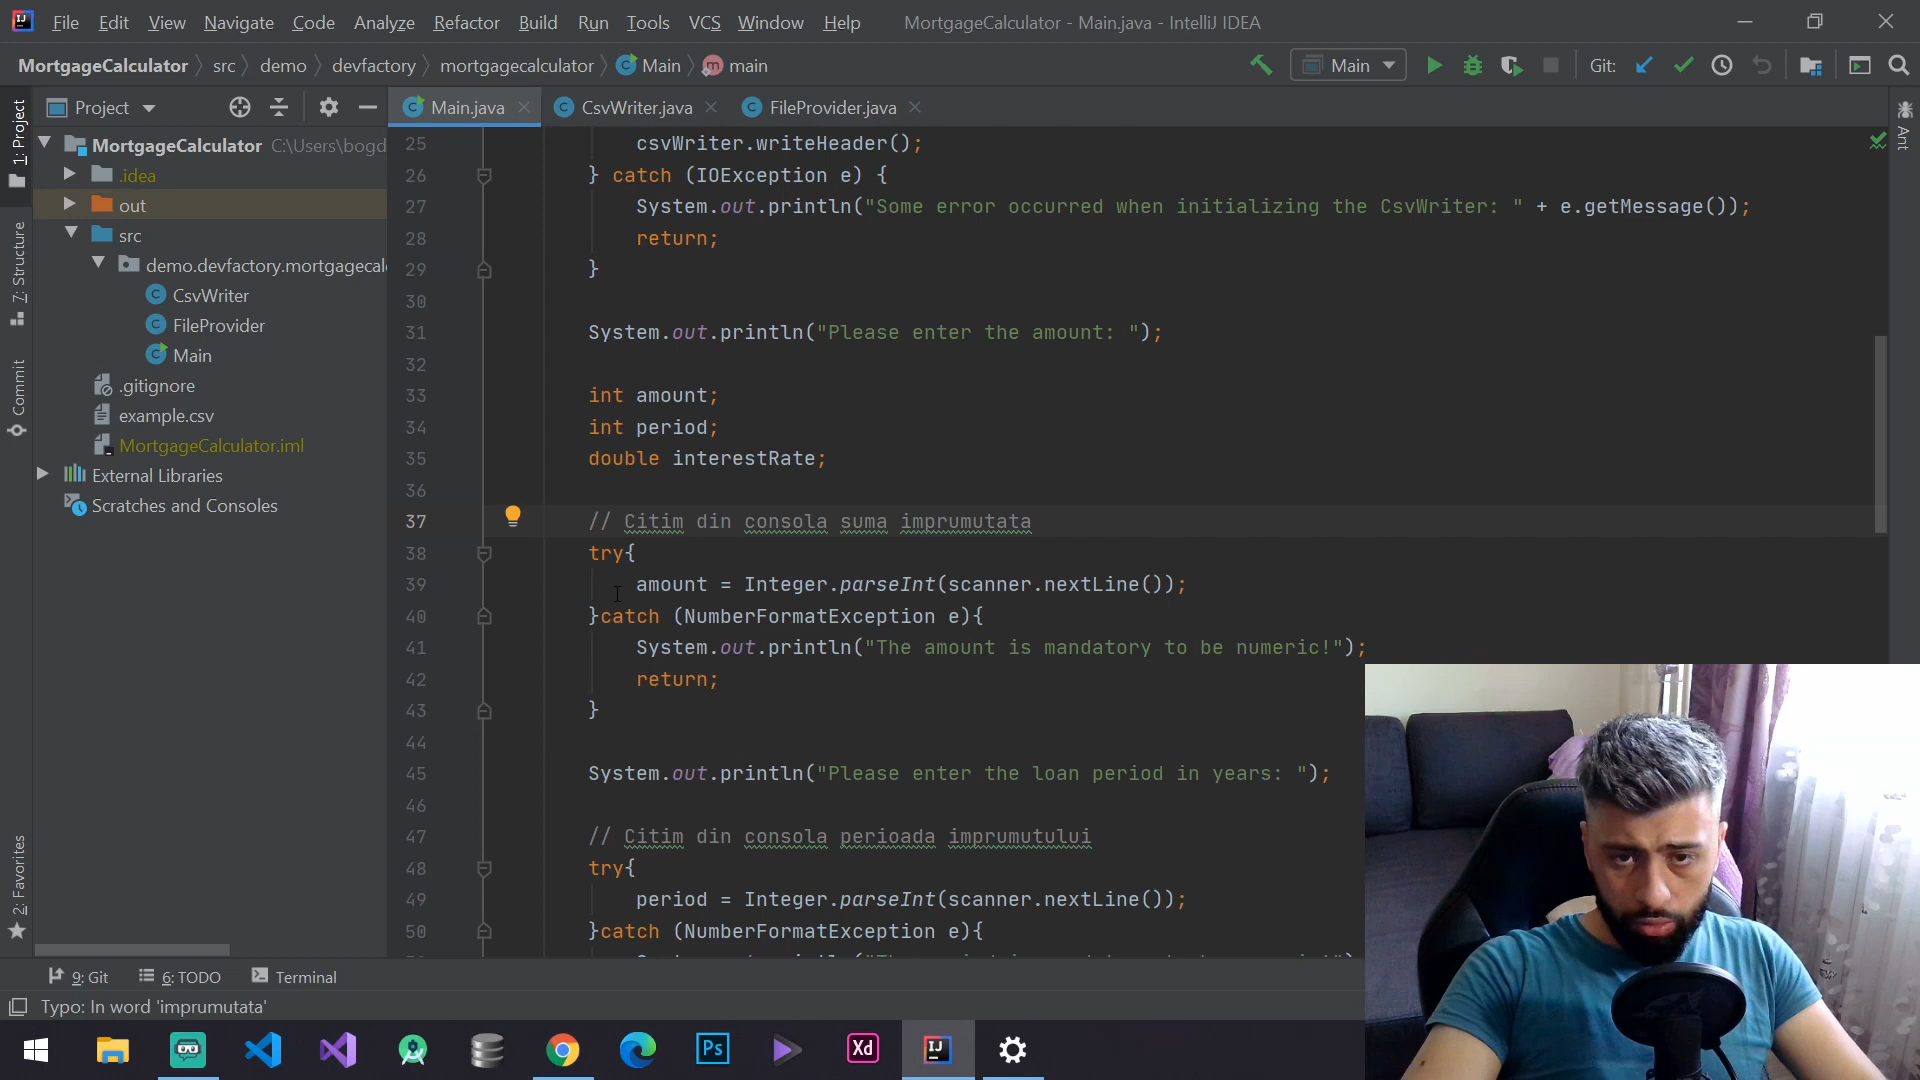 File Edit View Navigate Code Analyze Refactor Build Run Tools VCS Window Help MortgageCalculator - Main.java - IntelliJ IDEA
MortgageCalculator src demo devfactory mortgagecalculator Main main Main Git:
1: Project
7: Structure
Commit
2: Favorites
Ant
Project
MortgageCalculator C:\Users\bogd
.idea
out
src
demo.devfactory.mortgagecal
CsvWriter
FileProvider
Main
.gitignore
example.csv
MortgageCalculator.iml
External Libraries
Scratches and Consoles
Main.java CsvWriter.java FileProvider.java
25 csvWriter.writeHeader();
26 } catch (IOException e) {
27 System.out.println("Some error occurred when initializing the CsvWriter: " + e.getMessage());
28 return;
29 }
30
31 System.out.println("Please enter the amount: ");
32
33 int amount;
34 int period;
35 double interestRate;
36
37 // Citim din consola suma imprumutata
38 try{
39 amount = Integer.parseInt(scanner.nextLine());
40 }catch (NumberFormatException e){
41 System.out.println("The amount is mandatory to be numeric!");
42 return;
43 }
44
45 System.out.println("Please enter the loan period in years: ");
46
47 // Citim din consola perioada imprumutului
48 try{
49 period = Integer.parseInt(scanner.nextLine());
50 }catch (NumberFormatException e){
9: Git 6: TODO Terminal
Typo: In word 'imprumutata'
Ps Xd IJ